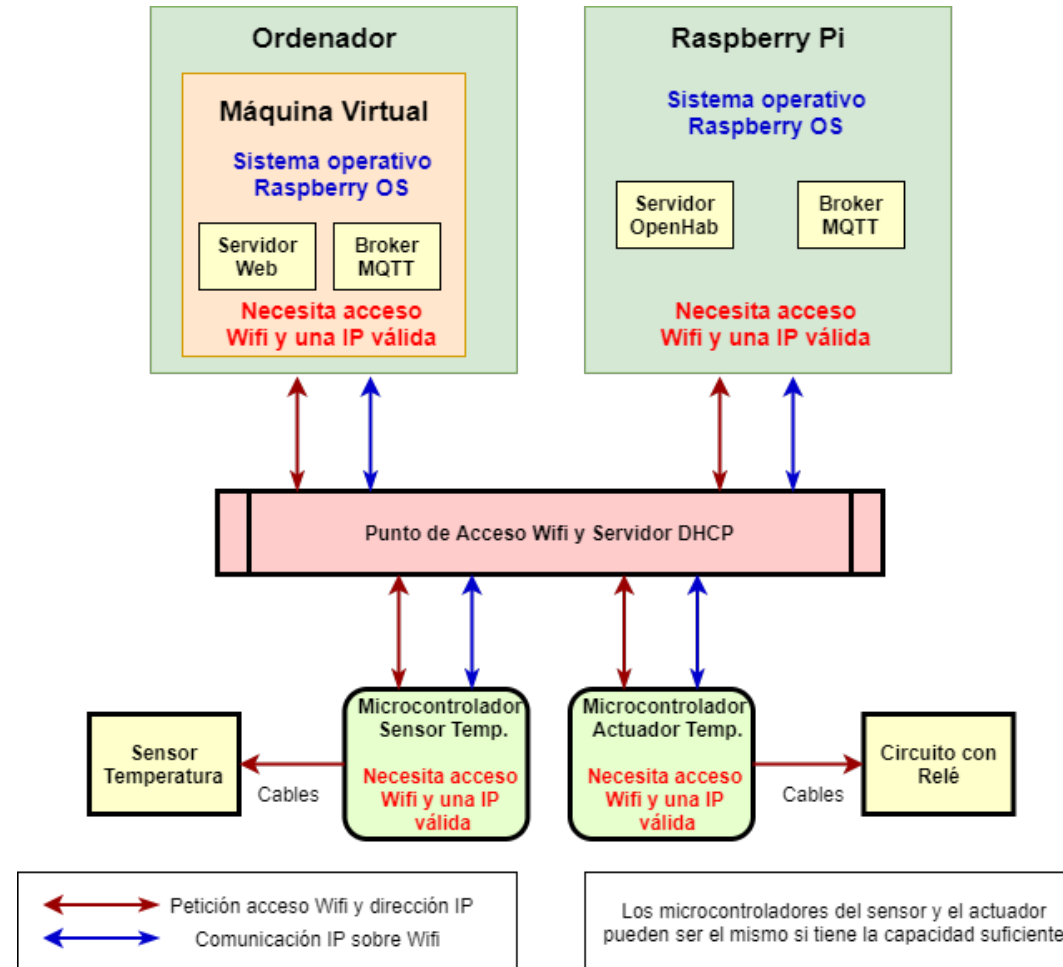 Ordenador
Máquina Virtual
Sistema operativo
Raspberry OS
Servidor
Web
Broker
MQTT
Necesita acceso
Wifi y una IP válida
Raspberry Pi
Sistema operativo
Raspberry OS
Servidor
OpenHab
Broker
MQTT
Necesita acceso
Wifi y una IP válida
Punto de Acceso Wifi y Servidor DHCP
Sensor
Temperatura
Cables
Microcontrolador
Sensor Temp.
Necesita acceso
Wifi y una IP
válida
Microcontrolador
Actuador Temp.
Necesita acceso
Wifi y una IP
válida
Cables
Circuito con
Relé
Petición acceso Wifi y dirección IP
Comunicación IP sobre Wifi
Los microcontroladores del sensor y el actuador
pueden ser el mismo si tiene la capacidad suficiente